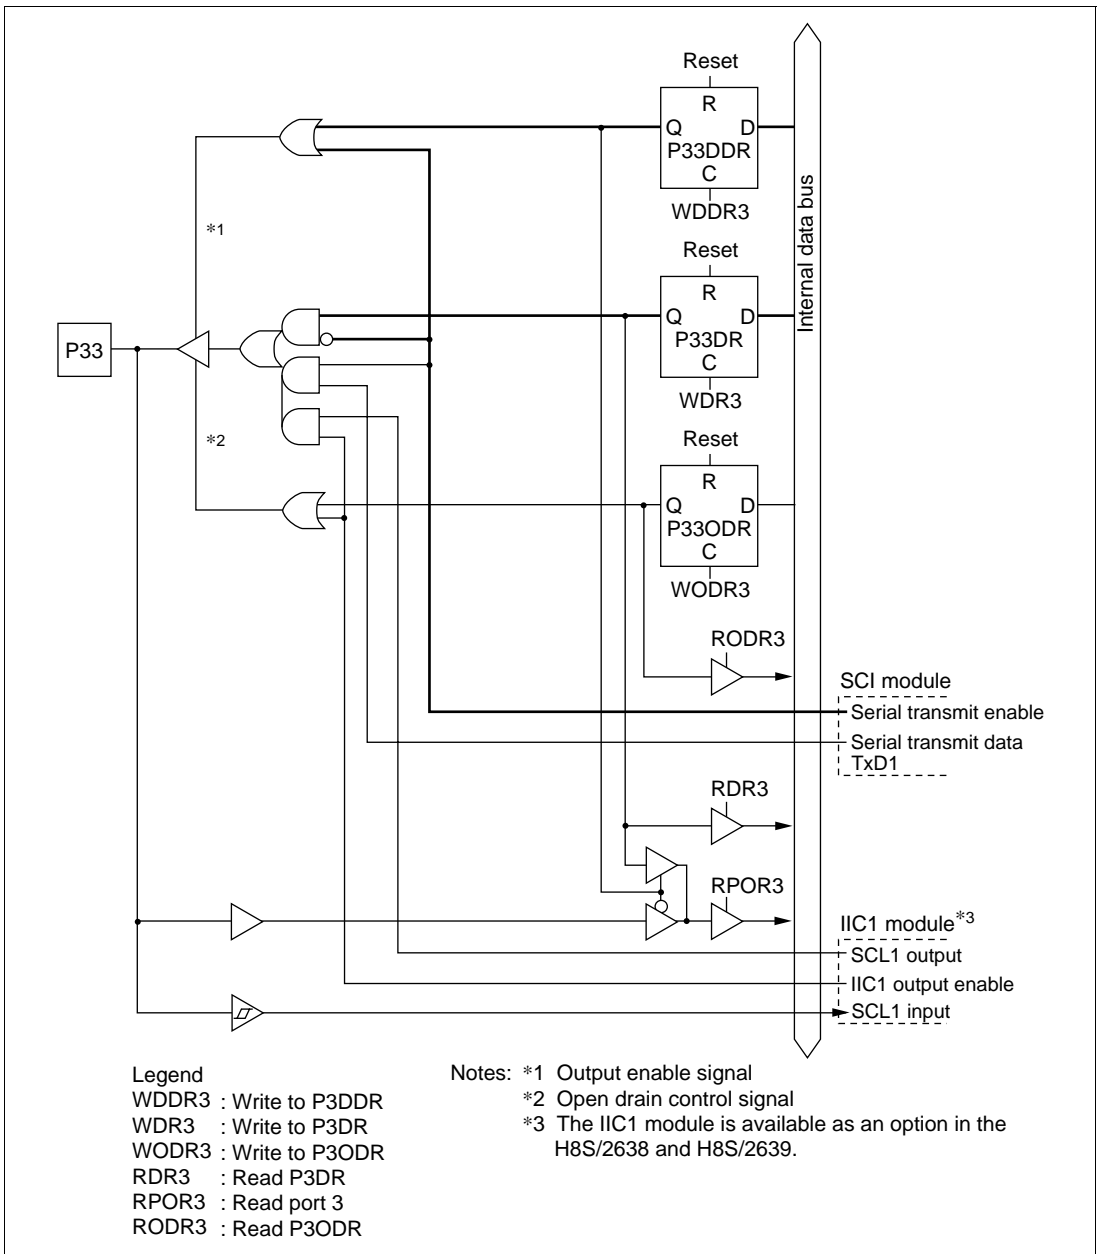 Reset
R
Q D
P33DDR
C
WDDR3
Internal data bus
*1
Reset
R
Q D
P33DR
C
WDR3
P33
*2
Reset
R
Q D
P33ODR
C
WODR3
RODR3
SCI module
Serial transmit enable
Serial transmit data
TxD1
RDR3
RPOR3
IIC1 module*3
SCL1 output
IIC1 output enable
SCL1 input
Legend
WDDR3 : Write to P3DDR
WDR3 : Write to P3DR
WODR3 : Write to P3ODR
RDR3 : Read P3DR
RPOR3 : Read port 3
RODR3 : Read P3ODR
Notes: *1 Output enable signal
*2 Open drain control signal
*3 The IIC1 module is available as an option in the
H8S/2638 and H8S/2639.